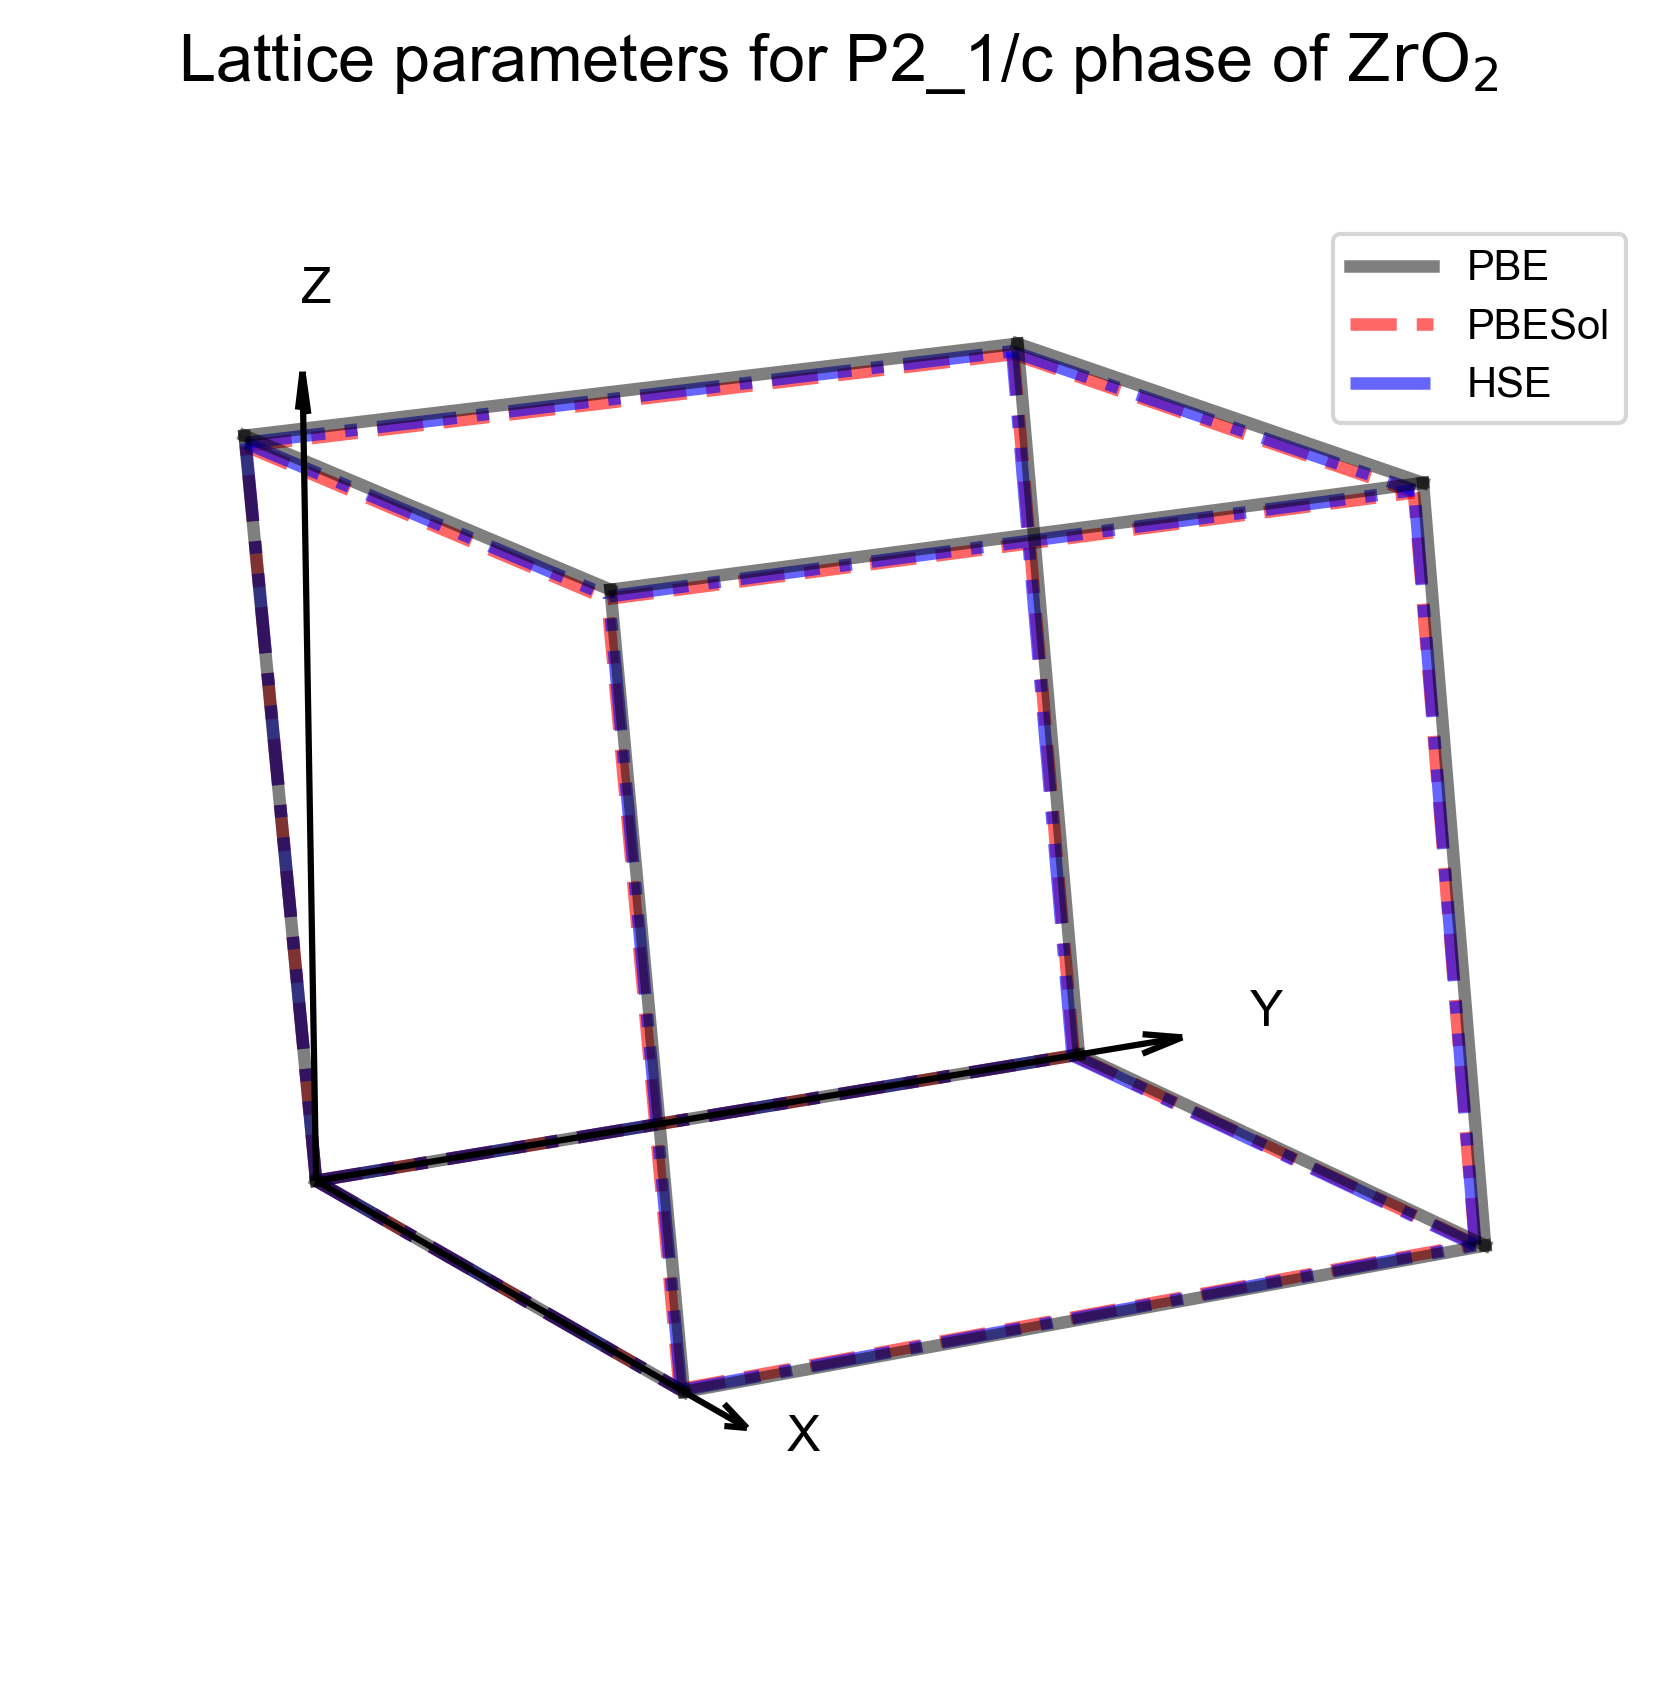 Lattice parameters for P2_1/c phase of ZrO₂
Z
PBE
PBESol
HSE
Y
X